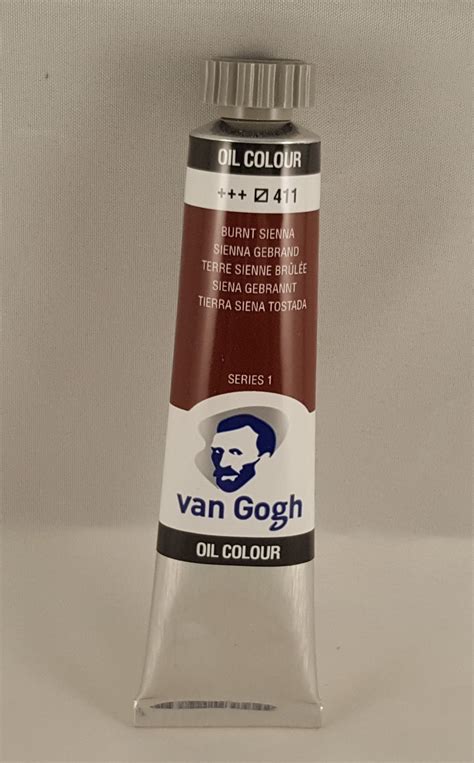 OIL COLOUR
+++ 411
BURNT SIENNA
SIENNA GEBRAND
TERRE SIENNE BRÛLÉE
SIENA GEBRANNT
TIERRA SIENA TOSTADA
SERIES 1
van Gogh
OIL COLOUR